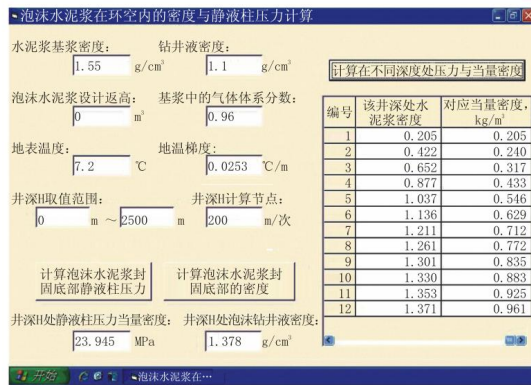 泡沫水泥浆在环空内的密度与静液柱压力计算
水泥浆基浆密度： 钻井液密度：
1.55 g/cm³ 1.1 g/cm³
泡沫水泥浆设计返高： 基浆中的气体体系分数：
0 m³ 0.96
地表温度： 地温梯度：
7.2 ℃ 0.0253 ℃/m
井深H取值范围： 井深H计算节点：
0 m ～ 2500 m 200 m/次
计算泡沫水泥浆封
固底部静液柱压力
计算泡沫水泥浆封
固底部的密度
井深H处静液柱压力当量密度： 井深H处泡沫钻井液密度：
23.945 MPa 1.378 g/cm³
计算在不同深度处压力与当量密度
编号 该井深处水泥浆密度 对应当量密度，kg/m³
1 0.205 0.205
2 0.422 0.240
3 0.652 0.317
4 0.877 0.433
5 1.037 0.546
6 1.136 0.629
7 1.211 0.712
8 1.261 0.772
9 1.301 0.835
10 1.330 0.883
11 1.353 0.925
12 1.371 0.961
开始 泡沫水泥浆在…